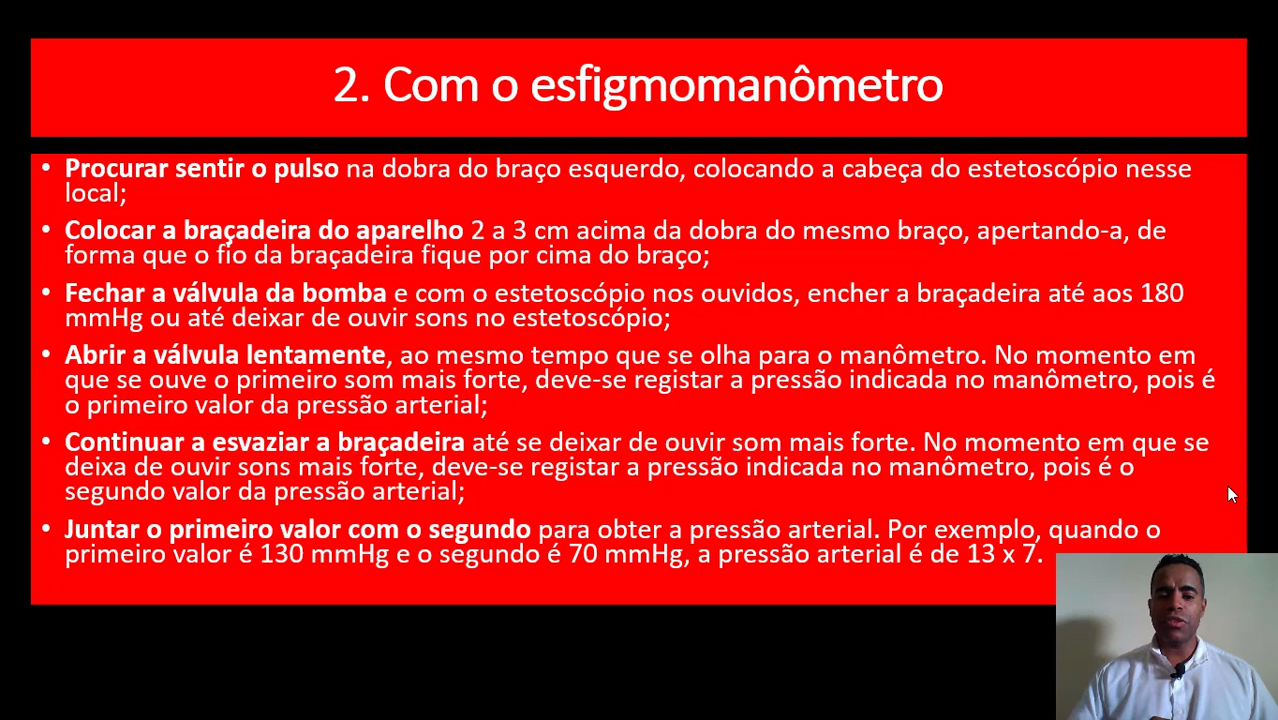 2. Com o esfigmomanômetro
• Procurar sentir o pulso na dobra do braço esquerdo, colocando a cabeça do estetoscópio nesse
local;
• Colocar a braçadeira do aparelho 2 a 3 cm acima da dobra do mesmo braço, apertando-a, de
forma que o fio da braçadeira fique por cima do braço;
• Fechar a válvula da bomba e com o estetoscópio nos ouvidos, encher a braçadeira até aos 180
mmHg ou até deixar de ouvir sons no estetoscópio;
• Abrir a válvula lentamente, ao mesmo tempo que se olha para o manômetro. No momento em
que se ouve o primeiro som mais forte, deve-se registar a pressão indicada no manômetro, pois é
o primeiro valor da pressão arterial;
• Continuar a esvaziar a braçadeira até se deixar de ouvir som mais forte. No momento em que se
deixa de ouvir sons mais forte, deve-se registar a pressão indicada no manômetro, pois é o
segundo valor da pressão arterial;
• Juntar o primeiro valor com o segundo para obter a pressão arterial. Por exemplo, quando o
primeiro valor é 130 mmHg e o segundo é 70 mmHg, a pressão arterial é de 13 x 7.